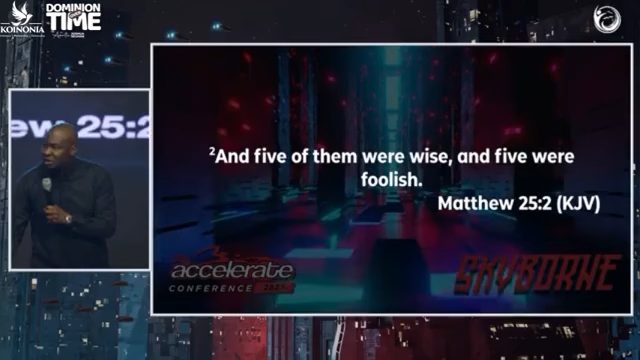 KOINONIA
DOMINION
TIME
ew 25:2
²And five of them were wise, and five were
foolish.
Matthew 25:2 (KJV)
accelerate
CONFERENCE
SKYBORNE